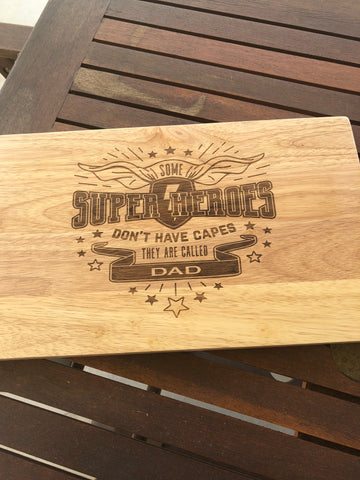 SOME
SUPER HEROES
DON'T HAVE CAPES
THEY ARE CALLED
DAD